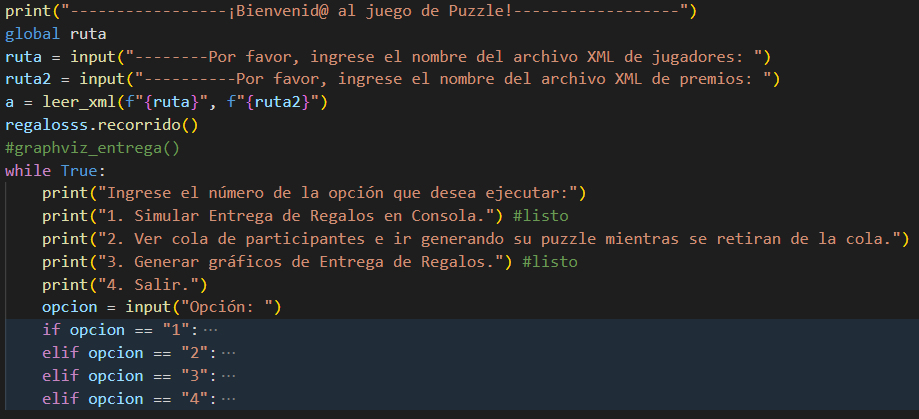 print("-----------------¡Bienvenid@ al juego de Puzzle!------------------")
global ruta
ruta = input("--------Por favor, ingrese el nombre del archivo XML de jugadores: ")
ruta2 = input("----------Por favor, ingrese el nombre del archivo XML de premios: ")
a = leer_xml(f"{ruta}", f"{ruta2}")
regalosss.recorrido()
#graphviz_entrega()
while True:
    print("Ingrese el número de la opción que desea ejecutar:")
    print("1. Simular Entrega de Regalos en Consola.") #listo
    print("2. Ver cola de participantes e ir generando su puzzle mientras se retiran de la cola.")
    print("3. Generar gráficos de Entrega de Regalos.") #listo
    print("4. Salir.")
    opcion = input("Opción: ")
    if opcion == "1":···
    elif opcion == "2":···
    elif opcion == "3":···
    elif opcion == "4":···